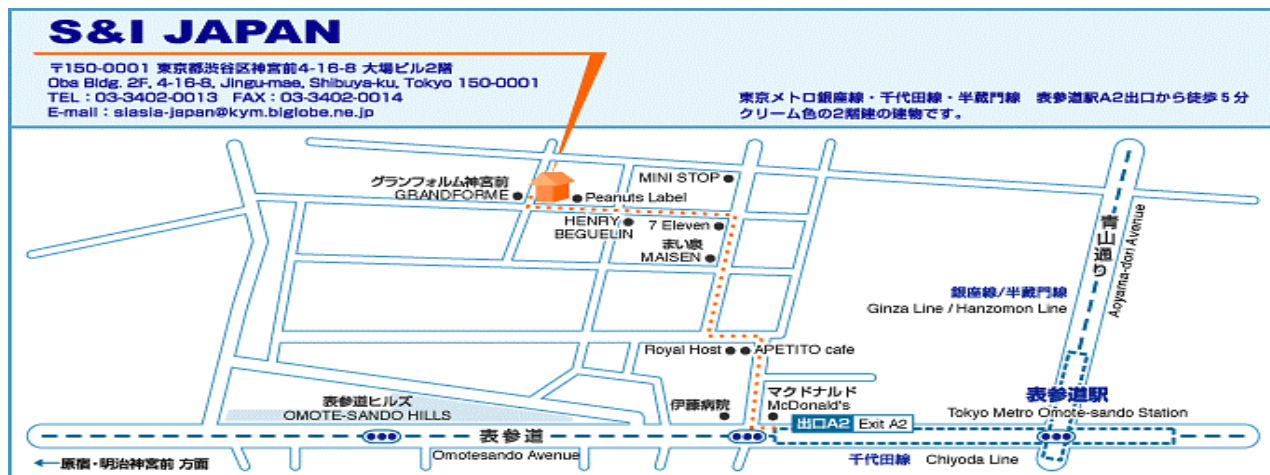 S&I JAPAN
〒150-0001 東京都渋谷区神宮前4-16-8 大場ビル2階
Oba Bldg. 2F, 4-16-8, Jingu-mae, Shibuya-ku, Tokyo 150-0001
TEL：03-3402-0013 FAX：03-3402-0014
E-mail：siasia-japan@kym.biglobe.ne.jp
東京メトロ銀座線・千代田線・半蔵門線 表参道駅A2出口から徒歩５分
クリーム色の2階建の建物です。
グランフォルム神宮前
GRANDFORME
MINI STOP
Peanuts Label
HENRY
BEGUELIN
7 Eleven
まい泉
MAISEN
青山通り
Aoyama-dori Avenue
銀座線/半蔵門線
Ginza Line / Hanzomon Line
Royal Host
APETITO cafe
表参道ヒルズ
OMOTE-SANDO HILLS
伊藤病院
マクドナルド
McDonald's
表参道駅
Tokyo Metro Omote-sando Station
出口A2 Exit A2
表参道
Omotesando Avenue
←原宿・明治神宮前 方面
千代田線 Chiyoda Line